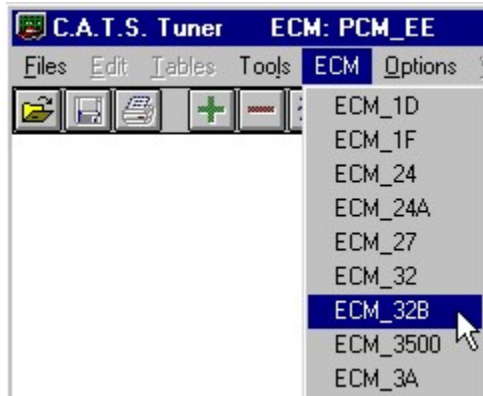 C.A.T.S. Tuner ECM: PCM_EE
Files Edit Tables Tools ECM Options
ECM_1D
ECM_1F
ECM_24
ECM_24A
ECM_27
ECM_32
ECM_32B
ECM_3500
ECM_3A